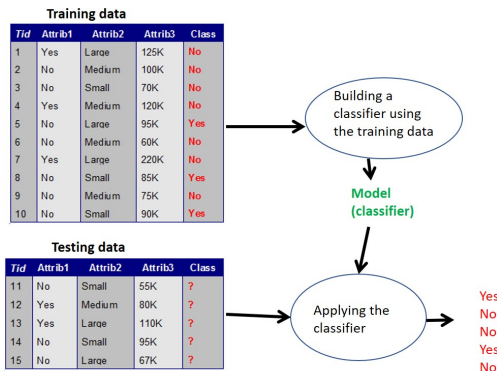 Training data
Tid Attrib1 Attrib2 Attrib3 Class
1 Yes Large 125K No
2 No Medium 100K No
3 No Small 70K No
4 Yes Medium 120K No
5 No Large 95K Yes
6 No Medium 60K No
7 Yes Large 220K No
8 No Small 85K Yes
9 No Medium 75K No
10 No Small 90K Yes
Building a
classifier using
the training data
Model
(classifier)
Testing data
Tid Attrib1 Attrib2 Attrib3 Class
11 No Small 55K ?
12 Yes Medium 80K ?
13 Yes Large 110K ?
14 No Small 95K ?
15 No Large 67K ?
Applying the
classifier
Yes
No
No
Yes
No